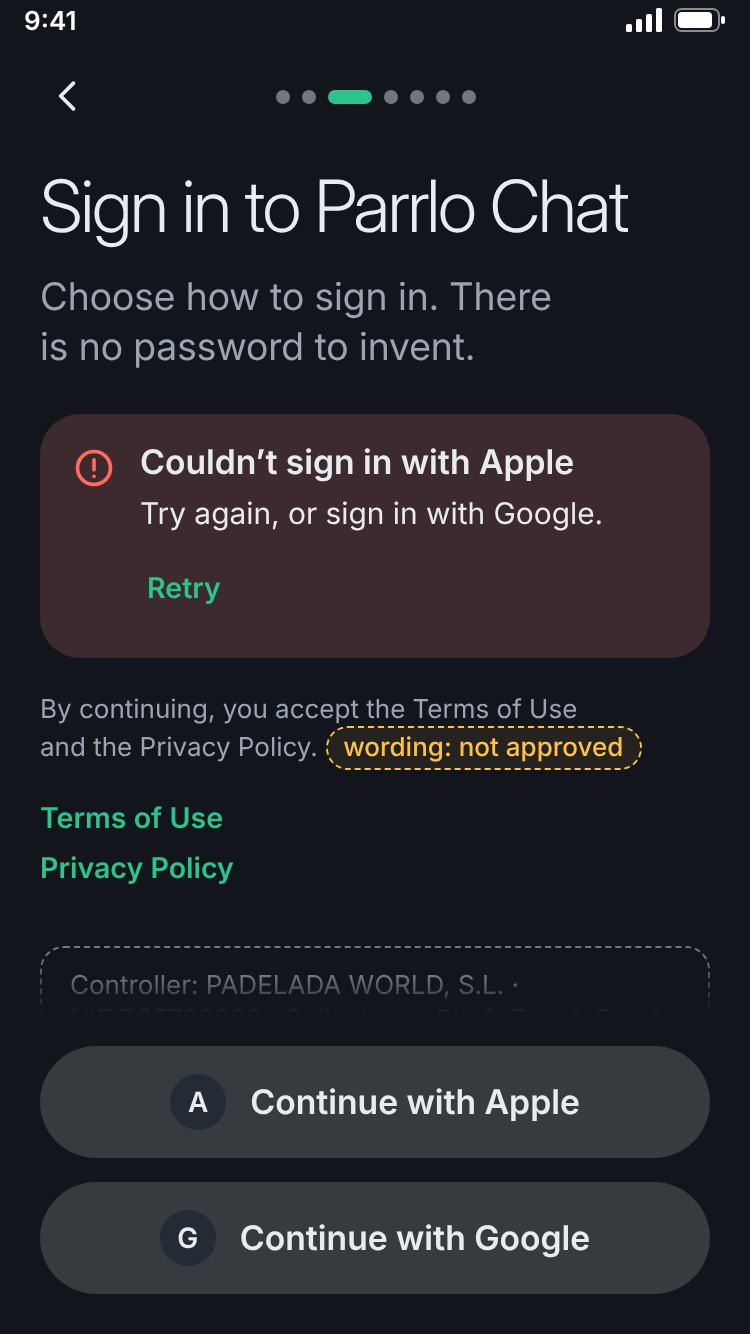 9:41
Sign in to Parrlo Chat
Choose how to sign in. There
is no password to invent.
Couldn’t sign in with Apple
Try again, or sign in with Google.
Retry
By continuing, you accept the Terms of Use
and the Privacy Policy. wording: not approved
Terms of Use
Privacy Policy
Controller: PADELADA WORLD, S.L. ·
A Continue with Apple
G Continue with Google